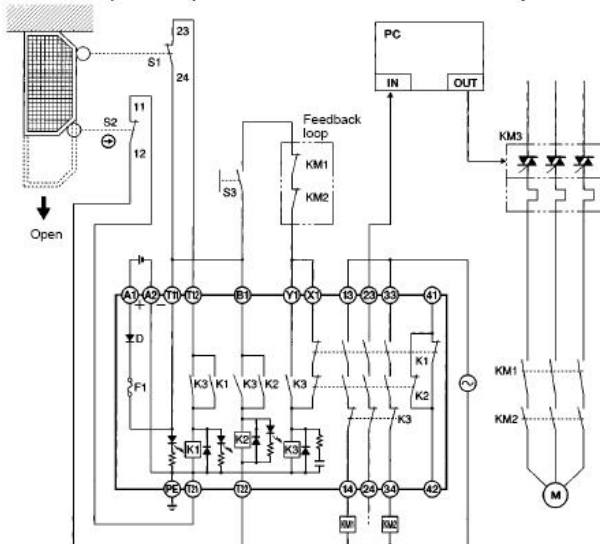 23
PC
S1
24
IN
OUT
11
S2
Feedback
loop
KM3
KM1
12
S3
KM2
Open
A1
A2
T11
T12
B1
Y1
X1
13
23
33
41
+
−
D
K1
K3
K1
K3
K2
K3
K2
F1
KM1
K3
K1
K2
K3
KM2
PE
T21
T22
14
24
34
42
M
KM1
KM2